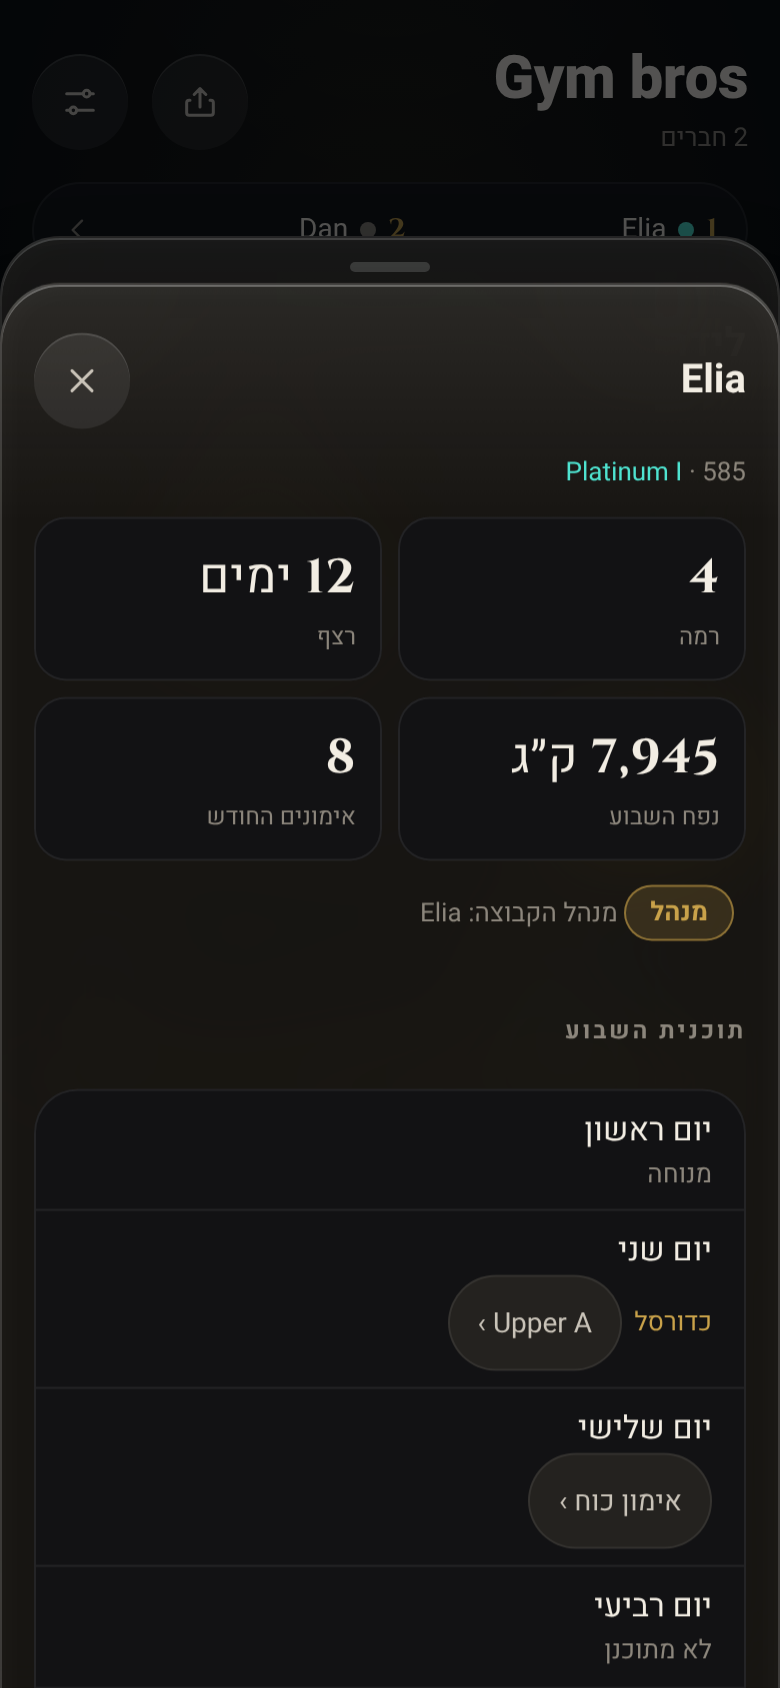 Gym bros
2 חברים
1 Elia 2 Dan
Elia
Platinum I · 585
4
רמה
12 ימים
רצף
7,945 ק״ג
נפח השבוע
8
אימונים החודש
מנהל מנהל הקבוצה: Elia
תוכנית השבוע
יום ראשון
מנוחה
יום שני
כדורסל Upper A ›
יום שלישי
אימון כוח ›
יום רביעי
לא מתוכנן